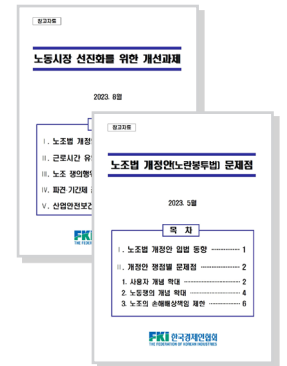 참고자료
노동시장 선진화를 위한 개선과제
2023. 8월
Ⅰ. 노조법 개정
Ⅱ. 근로시간 유
Ⅲ. 노조 쟁의행위
Ⅳ. 파견·기간제
Ⅴ. 산업안전보건
FKI
THE FEDERATION
참고자료
노조법 개정안(노란봉투법) 문제점
2023. 5월
목 차
Ⅰ. 노조법 개정안 입법 동향 ············ 1
Ⅱ. 개정안 쟁점별 문제점 ············ 2
1. 사용자 개념 확대 ············ 2
2. 노동쟁의 개념 확대 ············ 4
3. 노조의 손해배상책임 제한 ············ 6
FKI 한국경제인협회
THE FEDERATION OF KOREAN INDUSTRIES